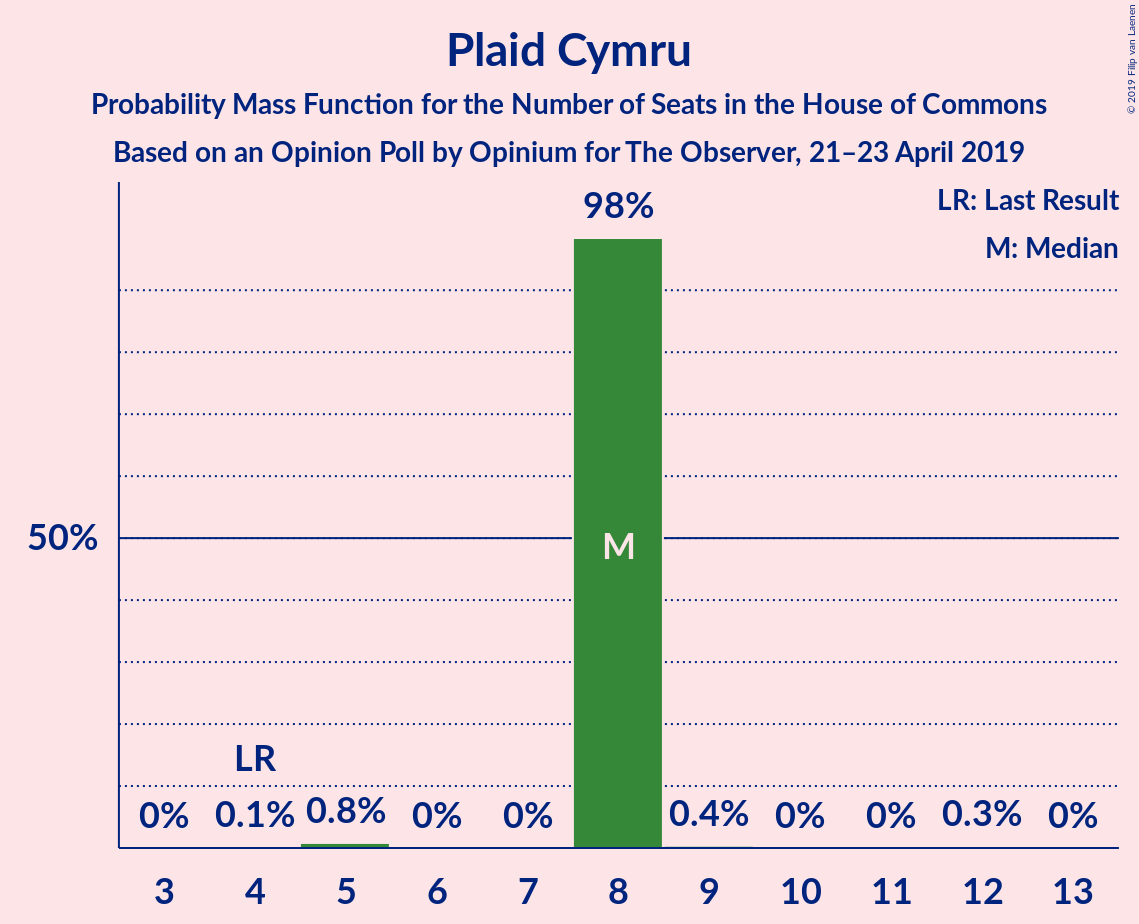 Plaid Cymru
Probability Mass Function for the Number of Seats in the House of Commons
Based on an Opinion Poll by Opinium for The Observer, 21–23 April 2019
© 2019 Filip van Laenen
LR: Last Result
M: Median
98%
50%
M
LR
0% 0.1% 0.8% 0% 0% 0.4% 0% 0% 0.3% 0%
3 4 5 6 7 8 9 10 11 12 13